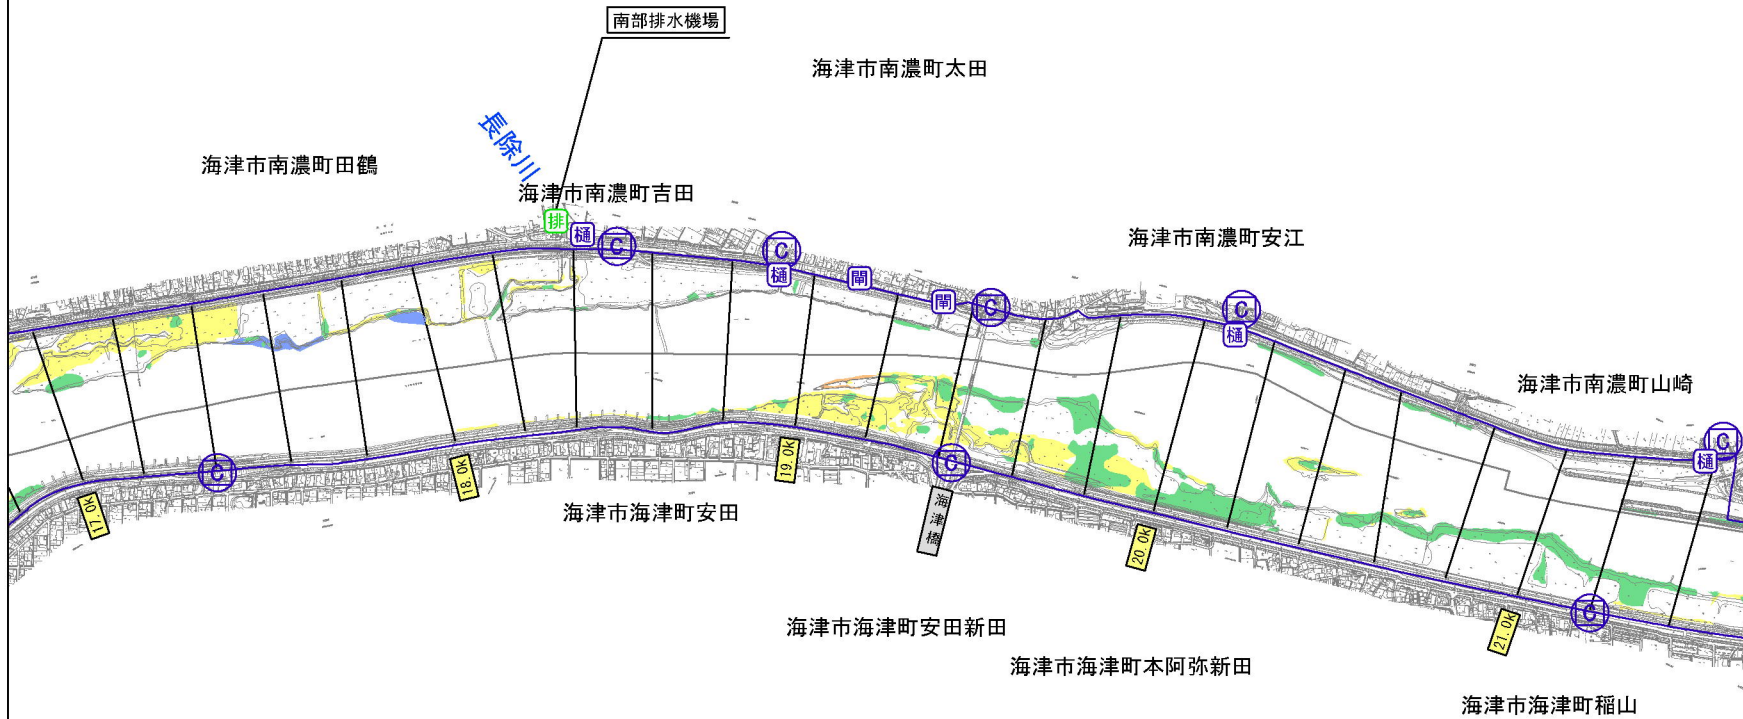 南部排水機場
海津市南濃町太田
長除川
海津市南濃町田鶴
海津市南濃町吉田
排
樋
C
C
樋
閘
閘
C
海津市南濃町安江
C
樋
海津市南濃町山崎
C
樋
C
17.0k
18.0k
19.0k
C
海津橋
20.0k
21.0k
C
海津市海津町安田
海津市海津町安田新田
海津市海津町本阿弥新田
海津市海津町稲山